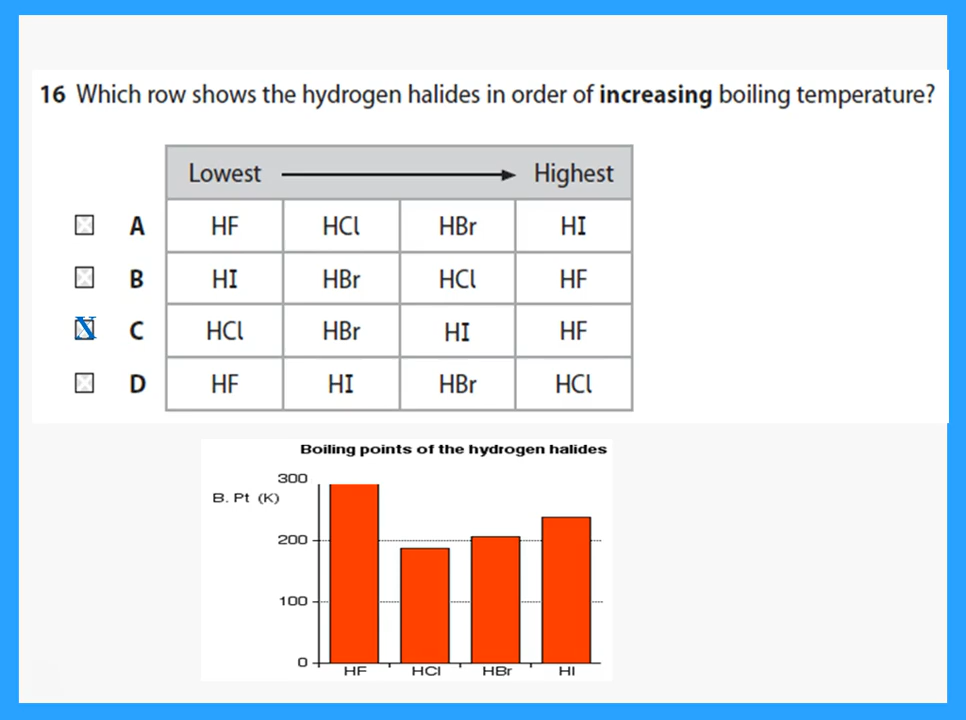 16 Which row shows the hydrogen halides in order of increasing boiling temperature?
Lowest Highest
A HF HCl HBr HI
B HI HBr HCl HF
X C HCl HBr HI HF
D HF HI HBr HCl
Boiling points of the hydrogen halides
300
B. Pt (K)
200
100
0
HF HCl HBr HI